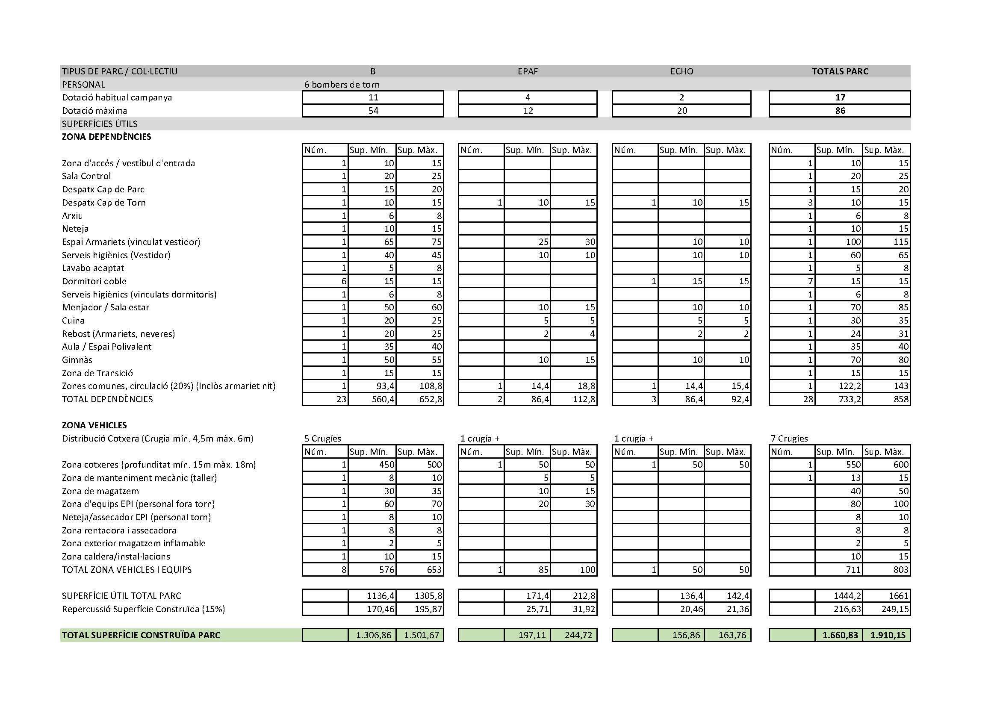 TIPUS DE PARC / COL·LECTIU B EPAF ECHO TOTALS PARC
PERSONAL 6 bombers de torn
Dotació habitual campanya 11 4 2 17
Dotació màxima 54 12 20 86
SUPERFÍCIES ÚTILS
ZONA DEPENDÈNCIES
Núm. Sup. Mín. Sup. Màx. Núm. Sup. Mín. Sup. Màx. Núm. Sup. Mín. Sup. Màx. Núm. Sup. Mín. Sup. Màx.
Zona d'accés / vestíbul d'entrada 1 10 15 1 10 15
Sala Control 1 20 25 1 20 25
Despatx Cap de Parc 1 15 20 1 15 20
Despatx Cap de Torn 1 10 15 1 10 15 1 10 15 3 10 15
Arxiu 1 6 8 1 6 8
Neteja 1 10 15 1 10 15
Espai Armariets (vinculat vestidor) 1 65 75 25 30 10 10 1 100 115
Serveis higiènics (Vestidor) 1 40 45 10 10 10 10 1 60 65
Lavabo adaptat 1 5 8 1 5 8
Dormitori doble 6 15 15 1 15 15 7 15 15
Serveis higiènics (vinculats dormitoris) 1 6 8 1 6 8
Menjador / Sala estar 1 50 60 10 15 10 10 1 70 85
Cuina 1 20 25 5 5 5 5 1 30 35
Rebost (Armariets, neveres) 1 20 25 2 4 2 2 1 24 31
Aula / Espai Polivalent 1 35 40 1 35 40
Gimnàs 1 50 55 10 15 10 10 1 70 80
Zona de Transició 1 15 15 1 15 15
Zones comunes, circulació (20%) (Inclòs armariet nit) 1 93,4 108,8 1 14,4 18,8 1 14,4 15,4 1 122,2 143
TOTAL DEPENDÈNCIES 23 560,4 652,8 2 86,4 112,8 3 86,4 92,4 28 733,2 858
ZONA VEHICLES
Distribució Cotxera (Crugia mín. 4,5m màx. 6m) 5 Crugíes 1 crugía + 1 crugía + 7 Crugíes
Núm. Sup. Mín. Sup. Màx. Núm. Sup. Mín. Sup. Màx. Núm. Sup. Mín. Sup. Màx. Núm. Sup. Mín. Sup. Màx.
Zona cotxeres (profunditat mín. 15m màx. 18m) 1 450 500 1 50 50 1 50 50 1 550 600
Zona de manteniment mecànic (taller) 1 8 10 5 5 1 13 15
Zona de magatzem 1 30 35 10 15 40 50
Zona d'equips EPI (personal fora torn) 1 60 70 20 30 80 100
Neteja/assecador EPI (personal torn) 1 8 10 8 10
Zona rentadora i assecadora 1 8 8 8 8
Zona exterior magatzem inflamable 1 2 5 2 5
Zona caldera/instal·lacions 1 10 15 10 15
TOTAL ZONA VEHICLES I EQUIPS 8 576 653 1 85 100 1 50 50 711 803
SUPERFÍCIE ÚTIL TOTAL PARC 1136,4 1305,8 171,4 212,8 136,4 142,4 1444,2 1661
Repercussió Superfície Construïda (15%) 170,46 195,87 25,71 31,92 20,46 21,36 216,63 249,15
TOTAL SUPERFÍCIE CONSTRUÏDA PARC 1.306,86 1.501,67 197,11 244,72 156,86 163,76 1.660,83 1.910,15